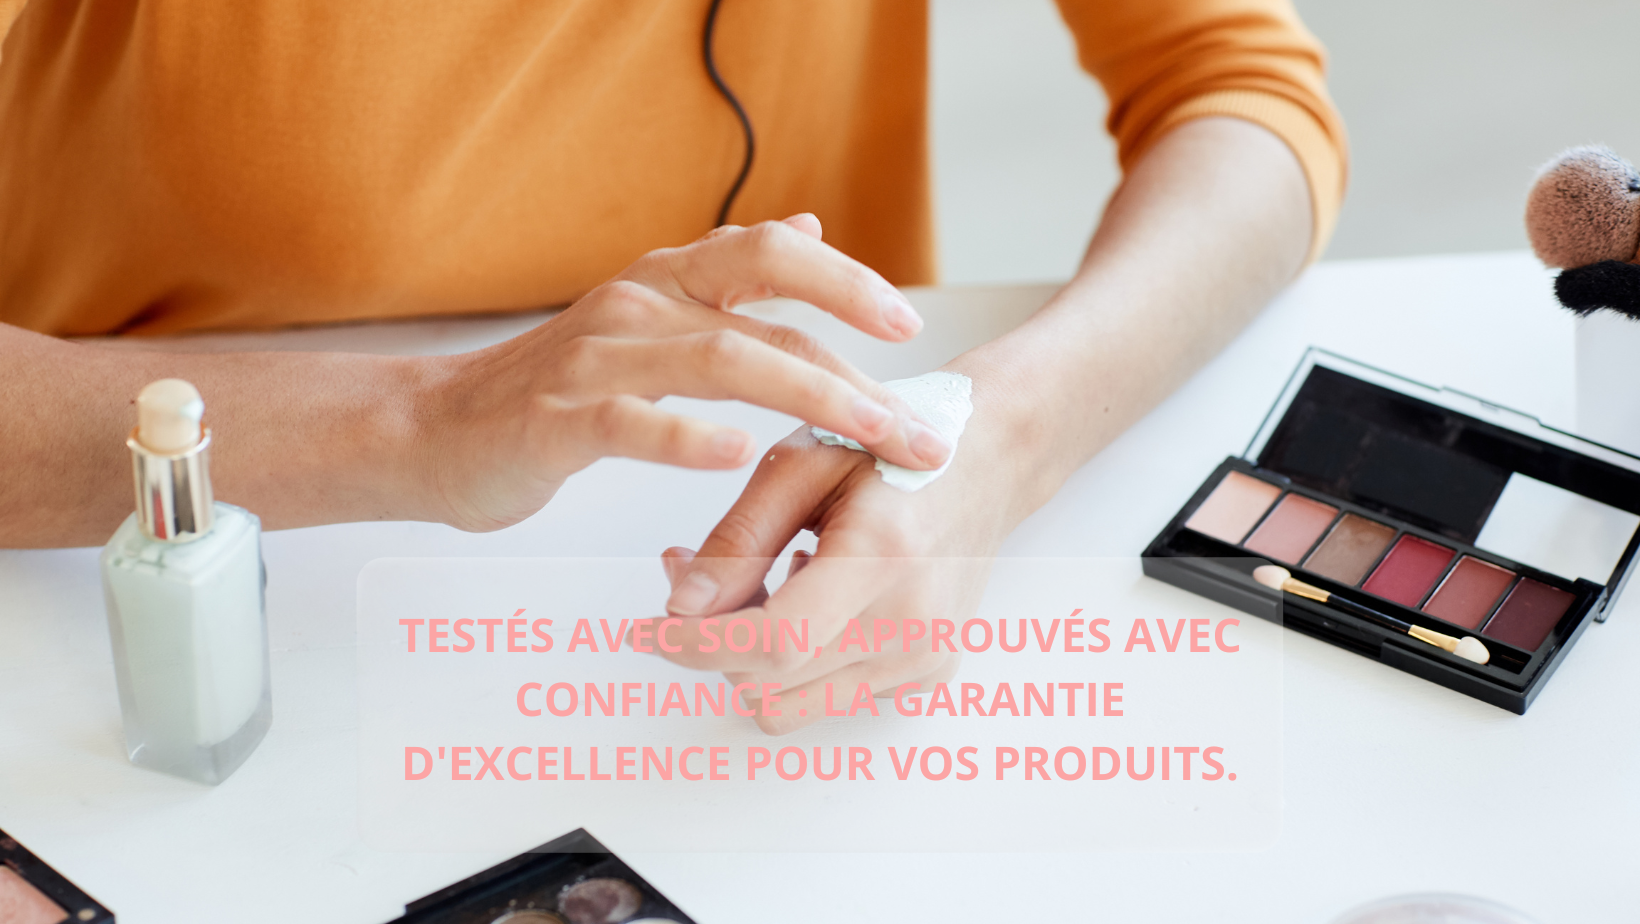 TESTÉS AVEC SOIN, APPROUVÉS AVEC
CONFIANCE : LA GARANTIE
D'EXCELLENCE POUR VOS PRODUITS.